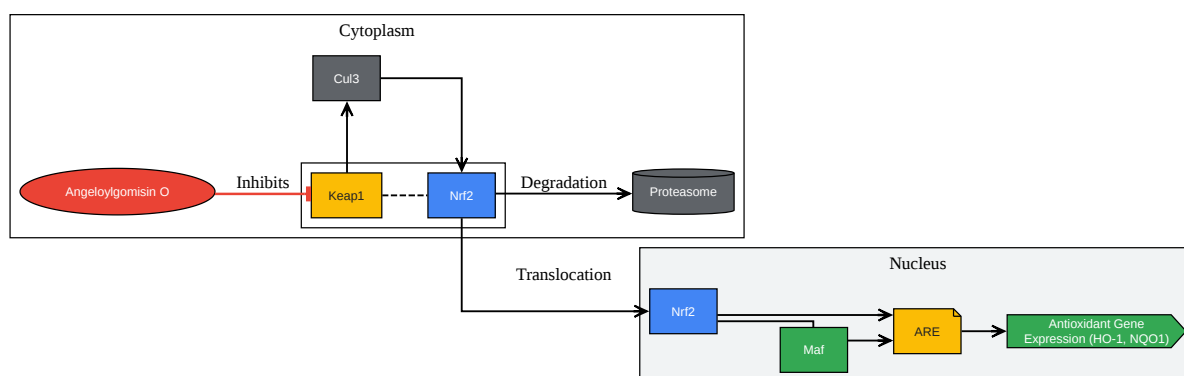 Cytoplasm
Cul3
Angeloylgomisin O
Inhibits
Keap1
Nrf2
Degradation
Proteasome
Translocation
Nucleus
Nrf2
Maf
ARE
Antioxidant Gene
Expression (HO-1, NQO1)